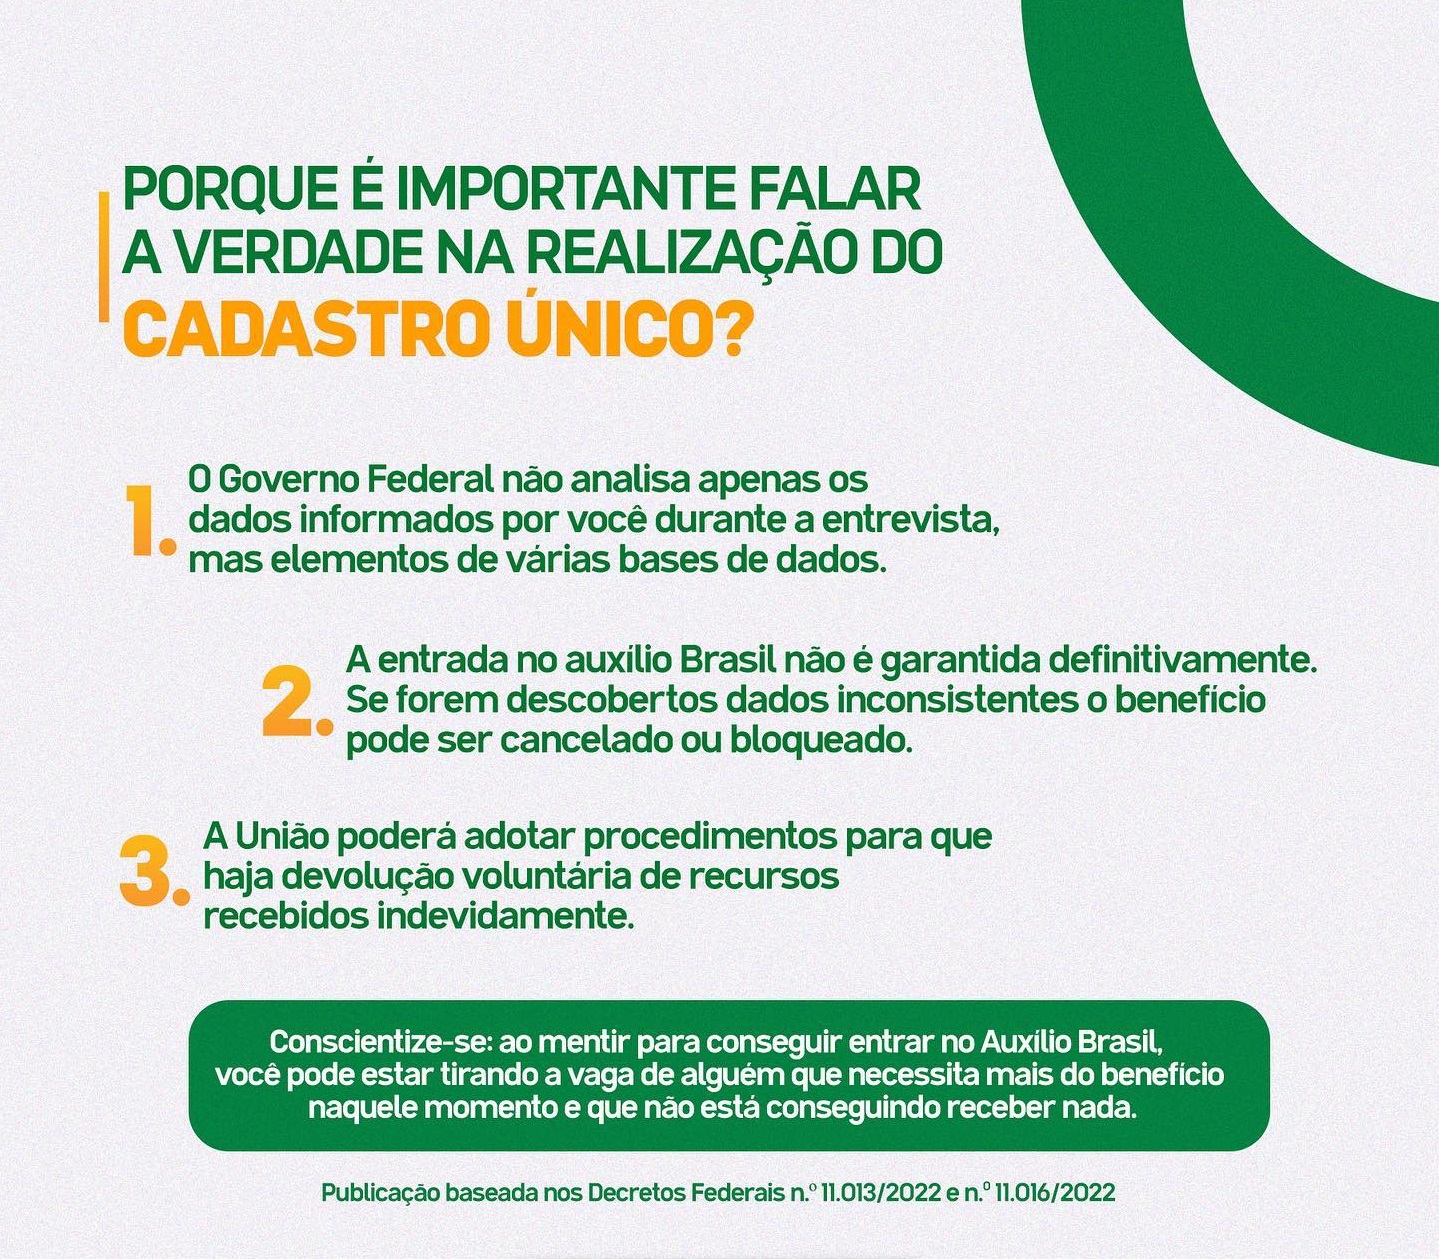 PORQUE É IMPORTANTE FALAR
A VERDADE NA REALIZAÇÃO DO
CADASTRO ÚNICO?
1. O Governo Federal não analisa apenas os
dados informados por você durante a entrevista,
mas elementos de várias bases de dados.
2. A entrada no auxílio Brasil não é garantida definitivamente.
Se forem descobertos dados inconsistentes o benefício
pode ser cancelado ou bloqueado.
3. A União poderá adotar procedimentos para que
haja devolução voluntária de recursos
recebidos indevidamente.
Conscientize-se: ao mentir para conseguir entrar no Auxílio Brasil,
você pode estar tirando a vaga de alguém que necessita mais do benefício
naquele momento e que não está conseguindo receber nada.
Publicação baseada nos Decretos Federais n.º 11.013/2022 e n.º 11.016/2022